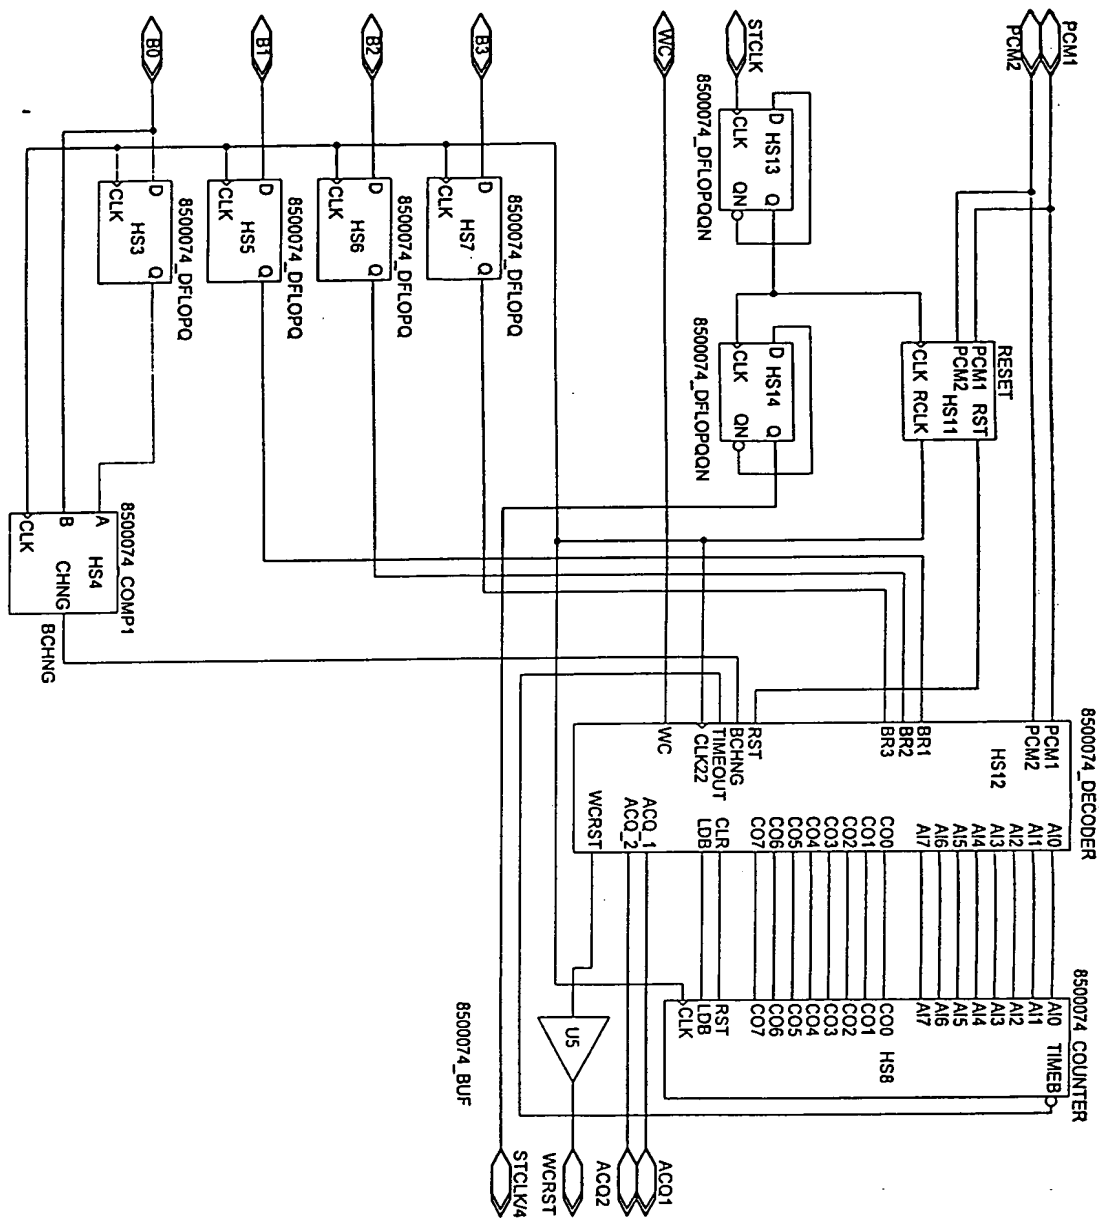 PCM1
PCM2
STCLK
WC
B3
B2
B1
B0
D HS13 Q
CLK QN
8500074_DFLOPQQN
RESET
PCM1 RST
PCM2
HS11
CLK RCLK
D HS14 Q
CLK QN
8500074_DFLOPQQN
8500074_DFLOPQ
D Q
HS7
CLK
8500074_DFLOPQ
D Q
HS6
CLK
8500074_DFLOPQ
D Q
HS5
CLK
8500074_DFLOPQ
D Q
HS3
CLK
8500074 COMP1
A HS4
B CHNG
CLK
BCHNG
8500074_DECODER
PCM1
PCM2
HS12
BR1
BR2
BR3
RST
BCHNG
TIMEOUT
CLK22
WC
AI0
AI1
AI2
AI3
AI4
AI5
AI6
AI7
CO0
CO1
CO2
CO3
CO4
CO5
CO6
CO7
CLR
LDB
ACQ_1
ACQ_2
WCRST
8500074 COUNTER
AI0 TIMEB
AI1
AI2
AI3
AI4
AI5
AI6
AI7
CO0 HS8
CO1
CO2
CO3
CO4
CO5
CO6
CO7
RST
LDB
CLK
U5
8500074_BUF
ACQ1
ACQ2
WCRST
STCLK/4